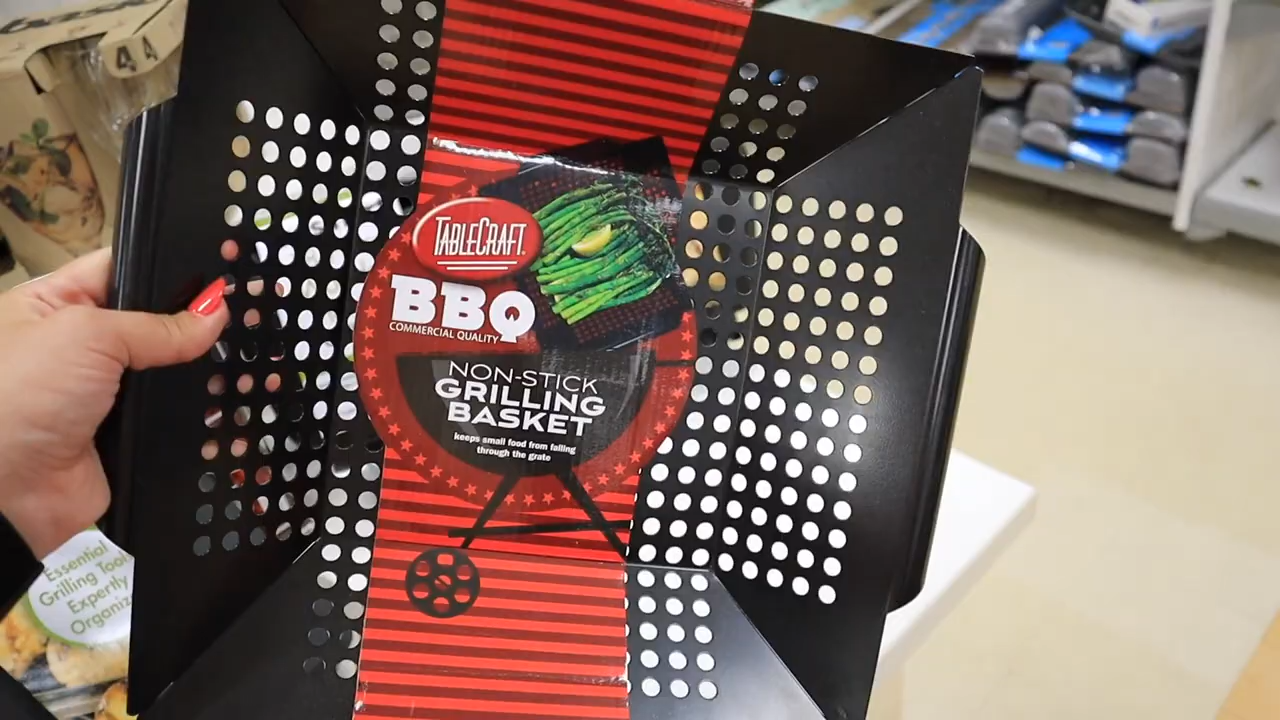 44
TABLECRAFT.
BBQ
COMMERCIAL QUALITY
NON-STICK
GRILLING
BASKET
keeps small food from falling
through the grate
Essential
Grilling Tool
Expertly